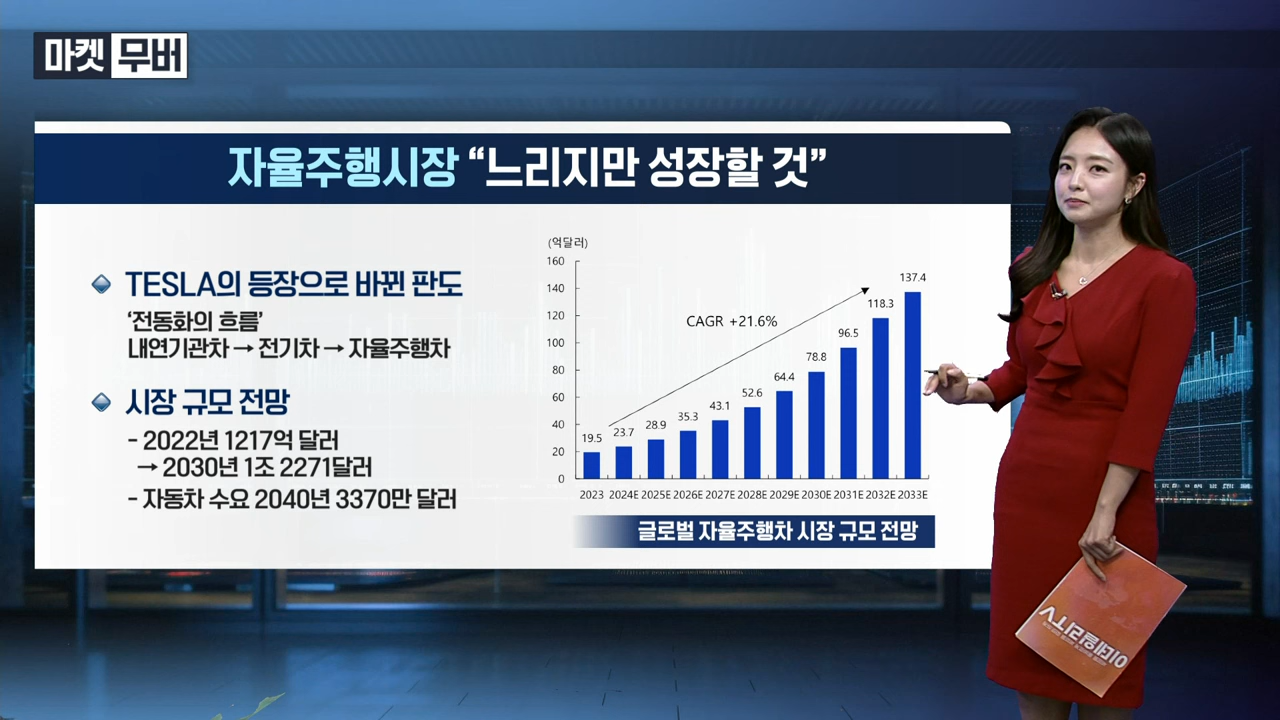 마켓 무버
자율주행시장 “느리지만 성장할 것”
TESLA의 등장으로 바뀐 판도
‘전동화의 흐름’
내연기관차 → 전기차 → 자율주행차
시장 규모 전망
- 2022년 1217억 달러
→ 2030년 1조 2271달러
- 자동차 수요 2040년 3370만 달러
(억달러)
160
140
120
100
80
60
40
20
0
CAGR +21.6%
19.5
23.7
28.9
35.3
43.1
52.6
64.4
78.8
96.5
118.3
137.4
2023 2024E 2025E 2026E 2027E 2028E 2029E 2030E 2031E 2032E 2033E
글로벌 자율주행차 시장 규모 전망
이데일리TV